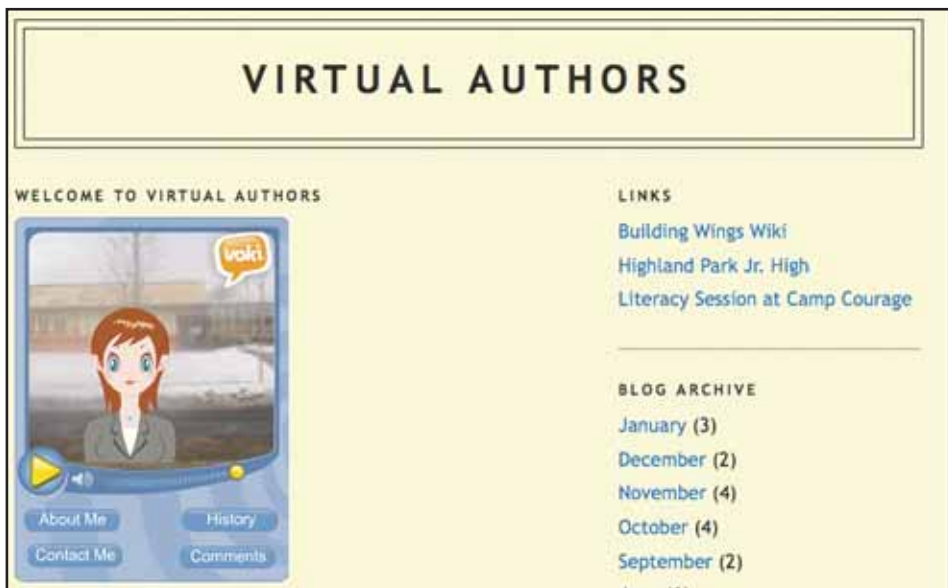 VIRTUAL AUTHORS
WELCOME TO VIRTUAL AUTHORS
voki
About Me
History
Contact Me
Comments
LINKS
Building Wings Wiki
Highland Park Jr. High
Literacy Session at Camp Courage
BLOG ARCHIVE
January (3)
December (2)
November (4)
October (4)
September (2)